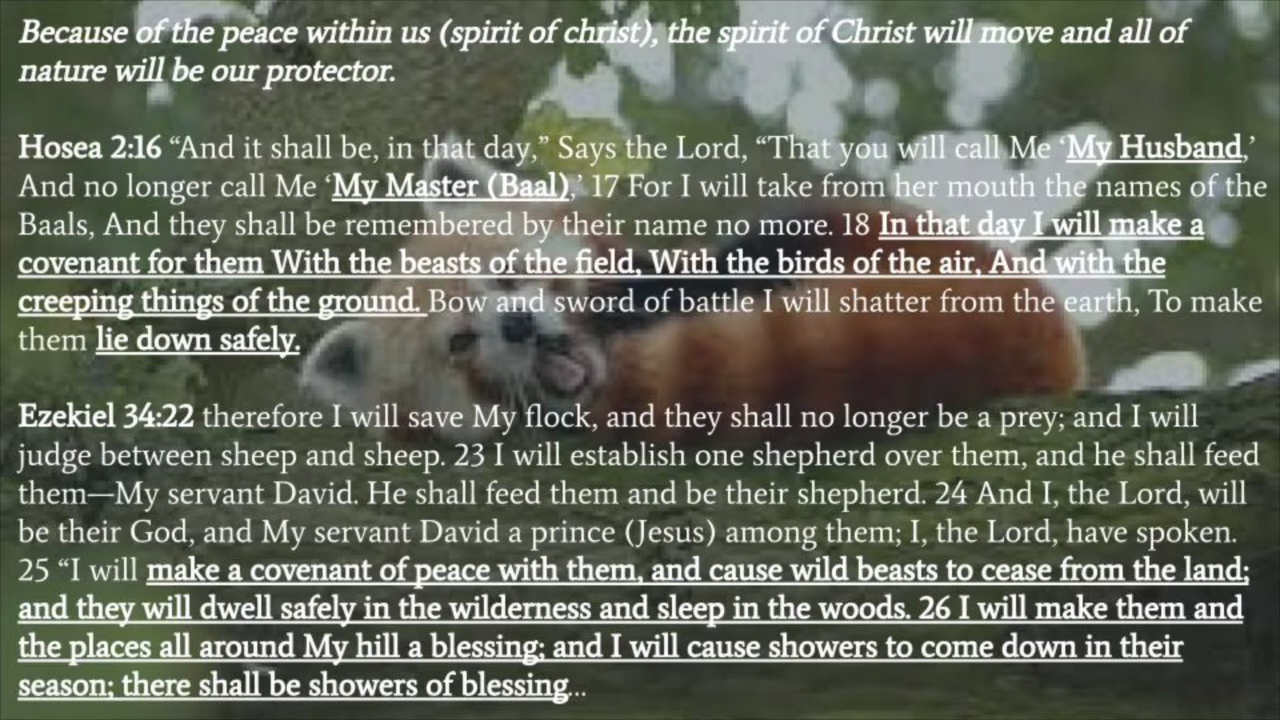 Because of the peace within us (spirit of christ), the spirit of Christ will move and all of
nature will be our protector.
Hosea 2:16 “And it shall be, in that day,” Says the Lord, “That you will call Me ‘My Husband,’
And no longer call Me ‘My Master (Baal),’ 17 For I will take from her mouth the names of the
Baals, And they shall be remembered by their name no more. 18 In that day I will make a
covenant for them With the beasts of the field, With the birds of the air, And with the
creeping things of the ground. Bow and sword of battle I will shatter from the earth, To make
them lie down safely.
Ezekiel 34:22 therefore I will save My flock, and they shall no longer be a prey; and I will
judge between sheep and sheep. 23 I will establish one shepherd over them, and he shall feed
them—My servant David. He shall feed them and be their shepherd. 24 And I, the Lord, will
be their God, and My servant David a prince (Jesus) among them; I, the Lord, have spoken.
25 “I will make a covenant of peace with them, and cause wild beasts to cease from the land;
and they will dwell safely in the wilderness and sleep in the woods. 26 I will make them and
the places all around My hill a blessing; and I will cause showers to come down in their
season; there shall be showers of blessing...